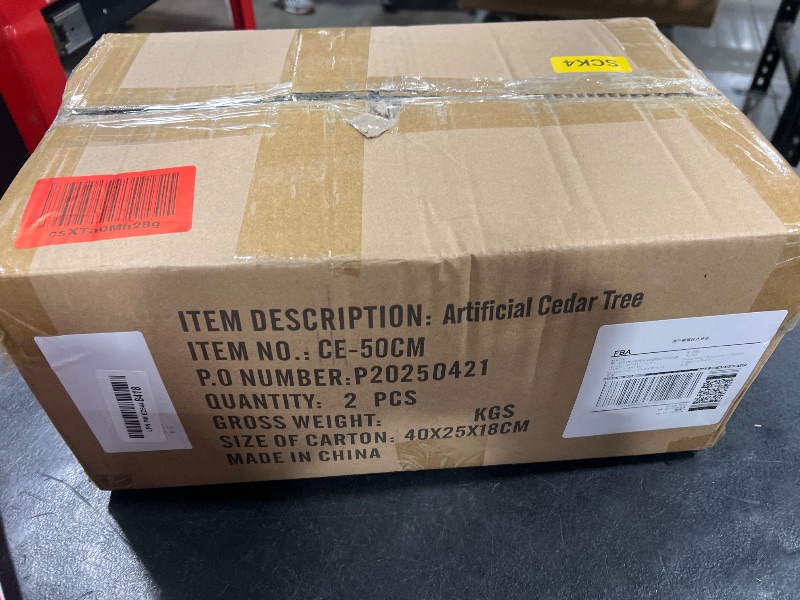 SCK4
csXTa0Mh28g
ITEM DESCRIPTION: Artificial Cedar Tree
ITEM NO.: CE-50CM
P.O NUMBER:P20250421
QUANTITY: 2 PCS
GROSS WEIGHT: KGS
SIZE OF CARTON: 40X25X18CM
MADE IN CHINA
FBA